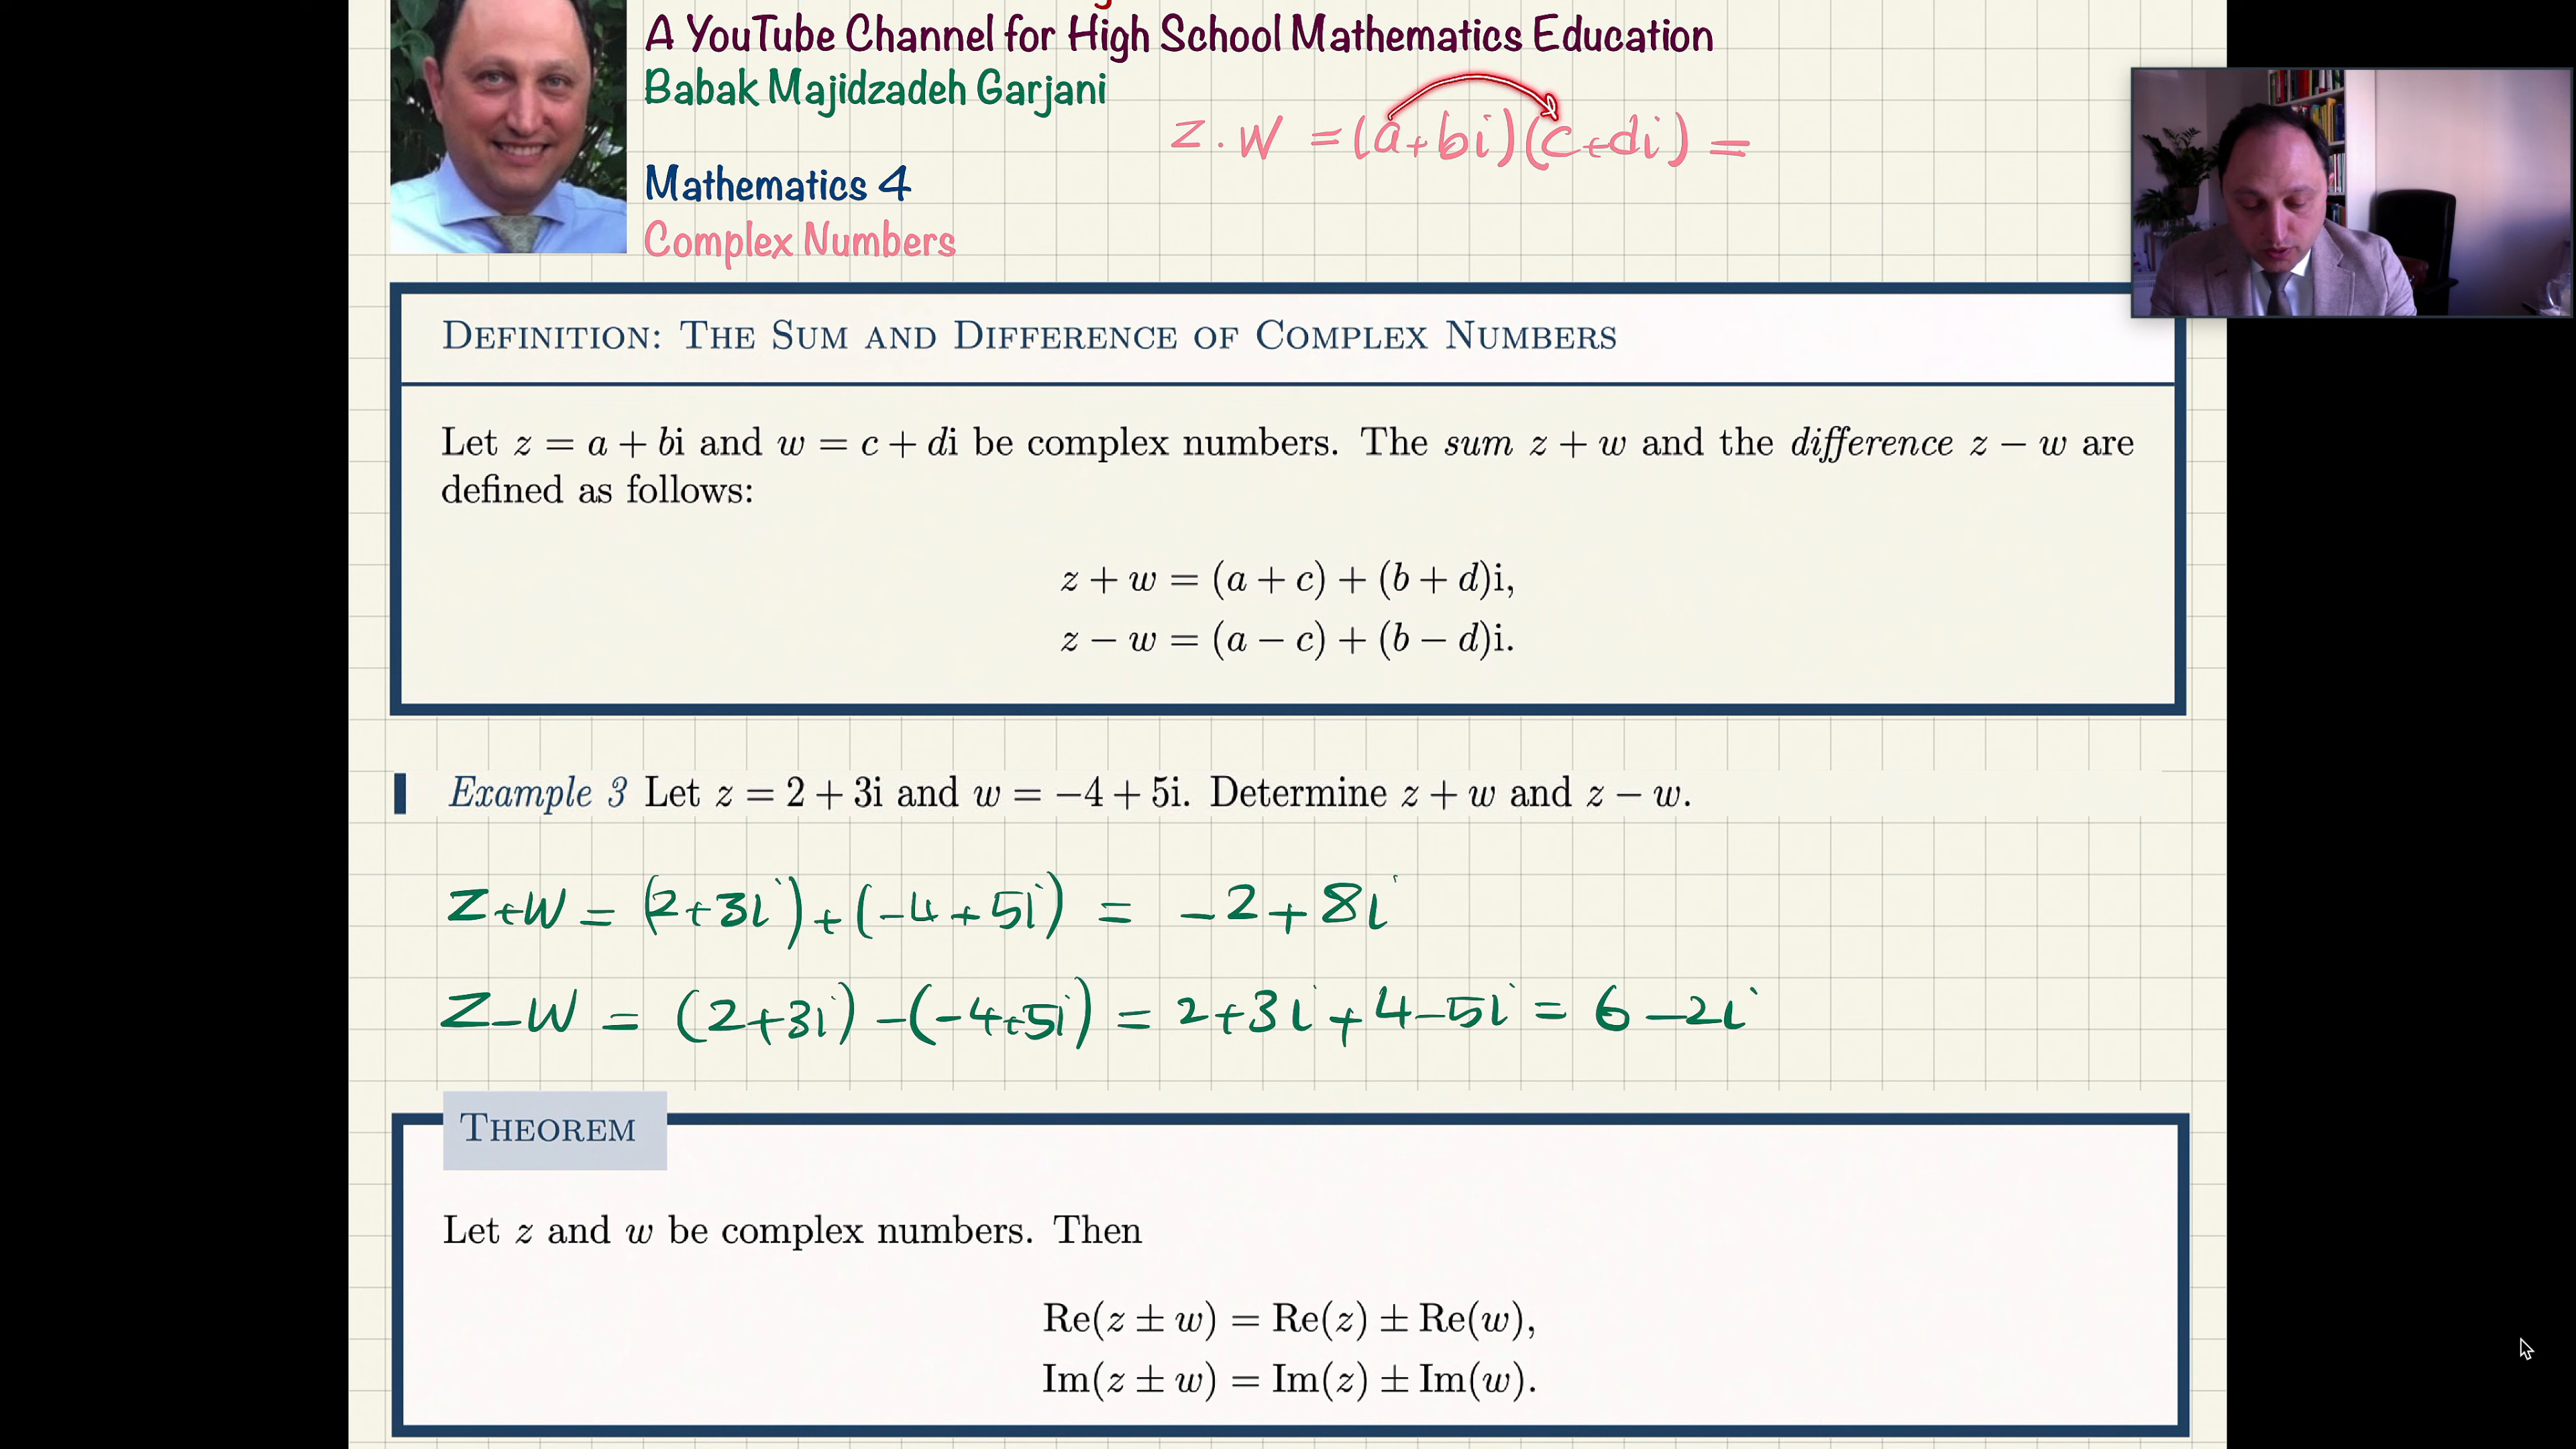 A YouTube Channel for High School Mathematics Education
Babak Majidzadeh Garjani
z . w = (a+bi)(c+di) =
Mathematics 4
Complex Numbers
DEFINITION: THE SUM AND DIFFERENCE OF COMPLEX NUMBERS
Let z = a + bi and w = c + di be complex numbers. The sum z + w and the difference z − w are
defined as follows:
z + w = (a + c) + (b + d)i,
z − w = (a − c) + (b − d)i.
Example 3 Let z = 2 + 3i and w = −4 + 5i. Determine z + w and z − w.
Z+W = (2+3i)+(-4+5i) = -2+8i
Z-W = (2+3i)-(-4+5i) = 2+3i+4-5i = 6-2i
THEOREM
Let z and w be complex numbers. Then
Re(z ± w) = Re(z) ± Re(w),
Im(z ± w) = Im(z) ± Im(w).